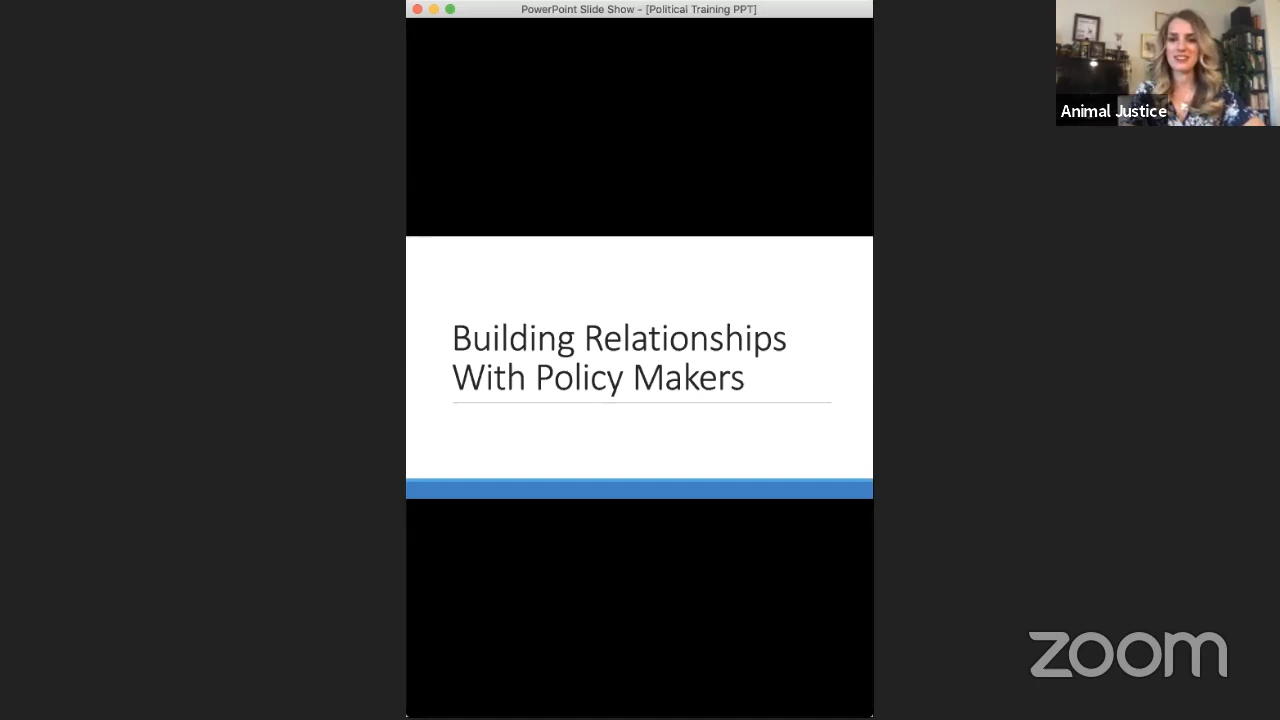 PowerPoint Slide Show - [Political Training PPT]
Animal Justice
Building Relationships
With Policy Makers
zoom